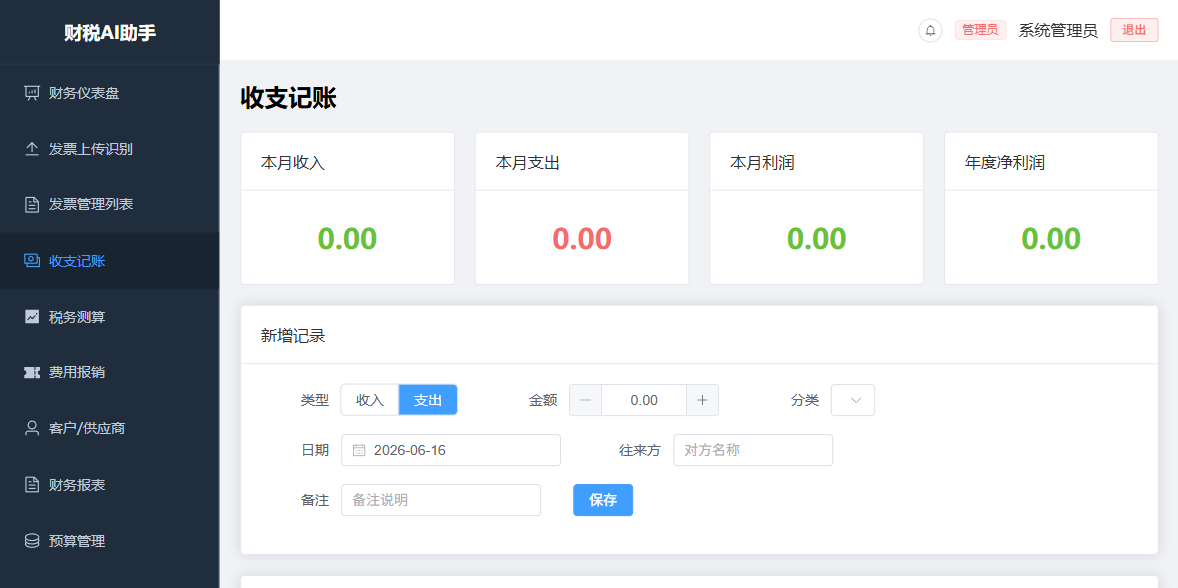 财税AI助手
管理员
系统管理员
退出
财务仪表盘
发票上传识别
发票管理列表
收支记账
税务测算
费用报销
客户/供应商
财务报表
预算管理
收支记账
本月收入
本月支出
本月利润
年度净利润
0.00
0.00
0.00
0.00
新增记录
类型 收入 支出 金额 0.00 分类
日期 2026-06-16 往来方 对方名称
备注 备注说明 保存